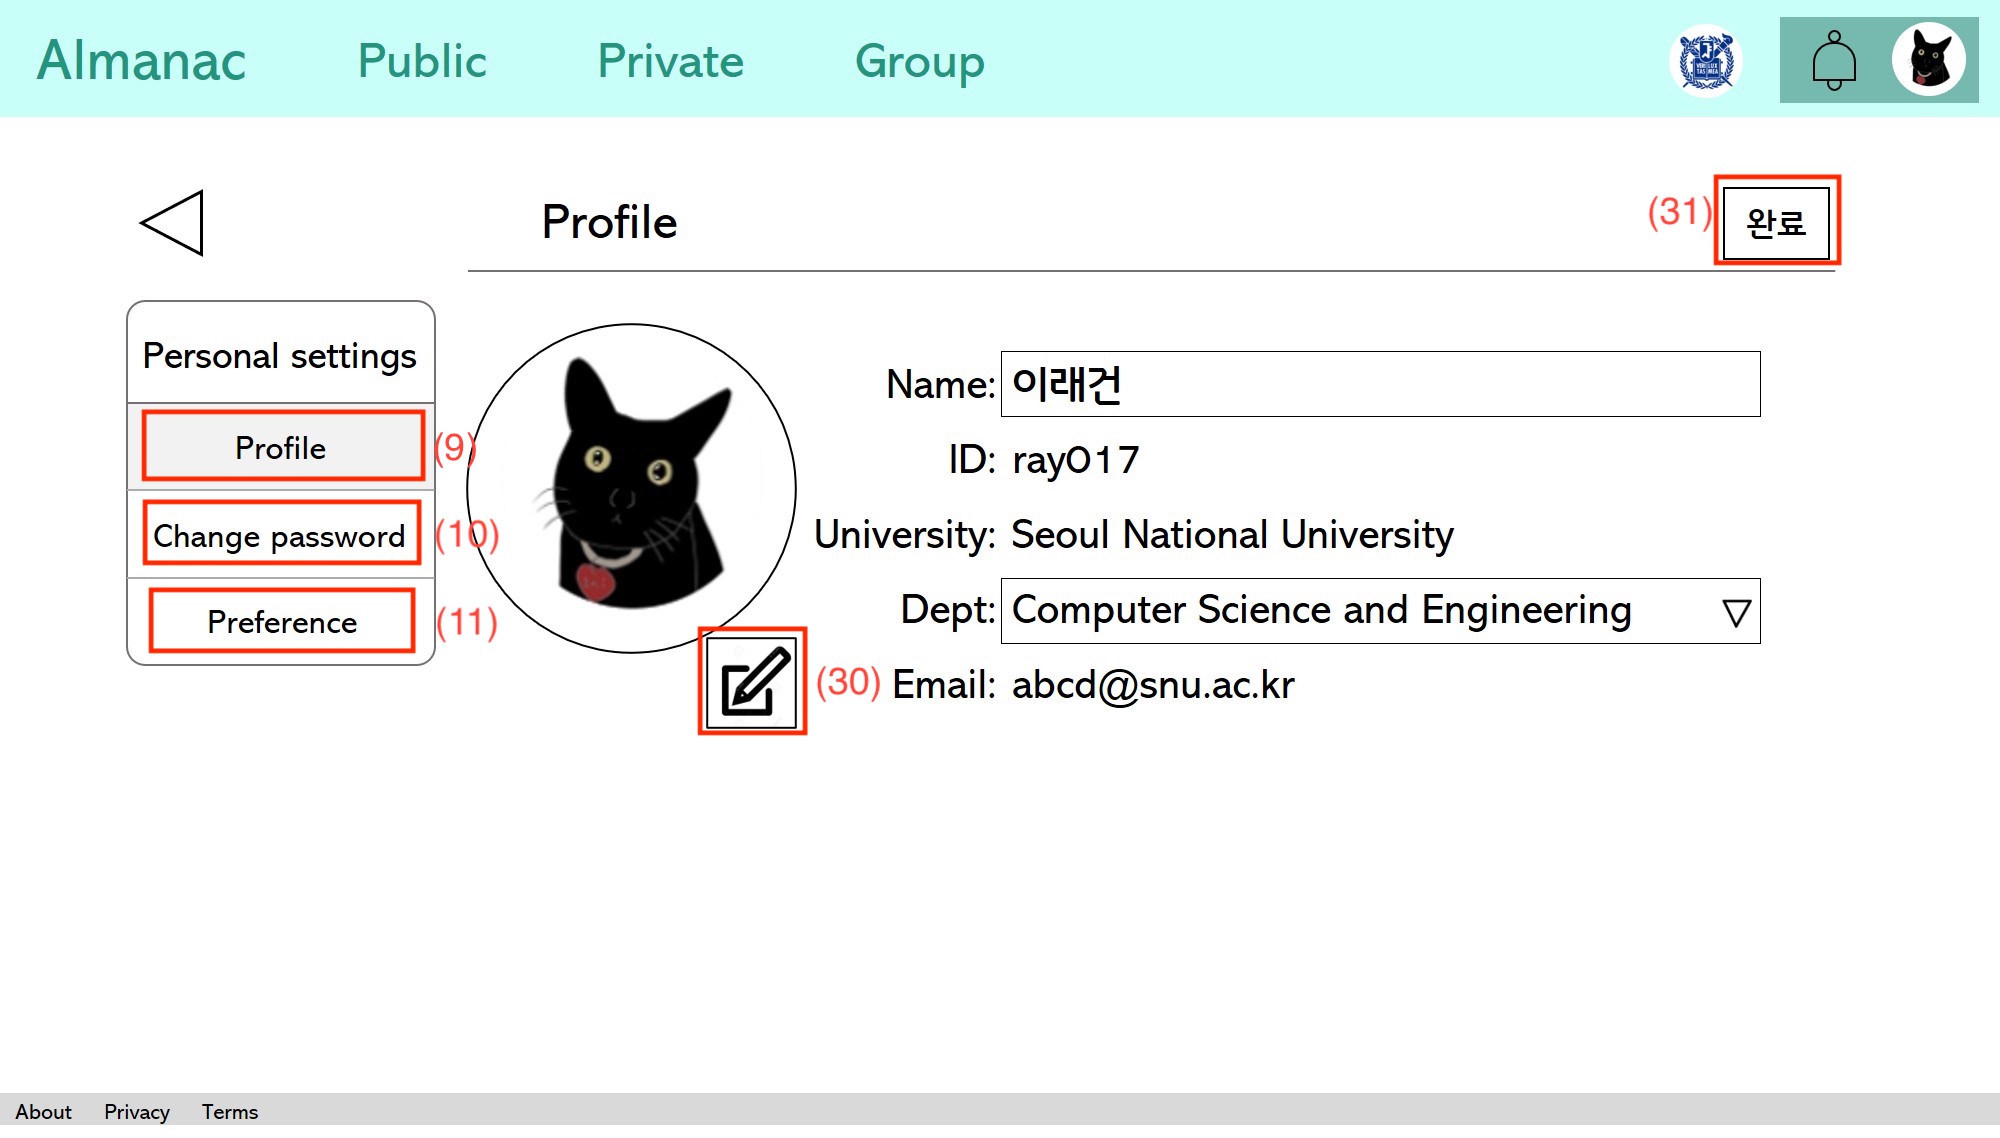 Almanac Public Private Group
Profile
(31) 완료
Personal settings
Profile (9)
Change password (10)
Preference (11)
(30)
Name: 이래건
ID: ray017
University: Seoul National University
Dept: Computer Science and Engineering
Email: abcd@snu.ac.kr
About Privacy Terms